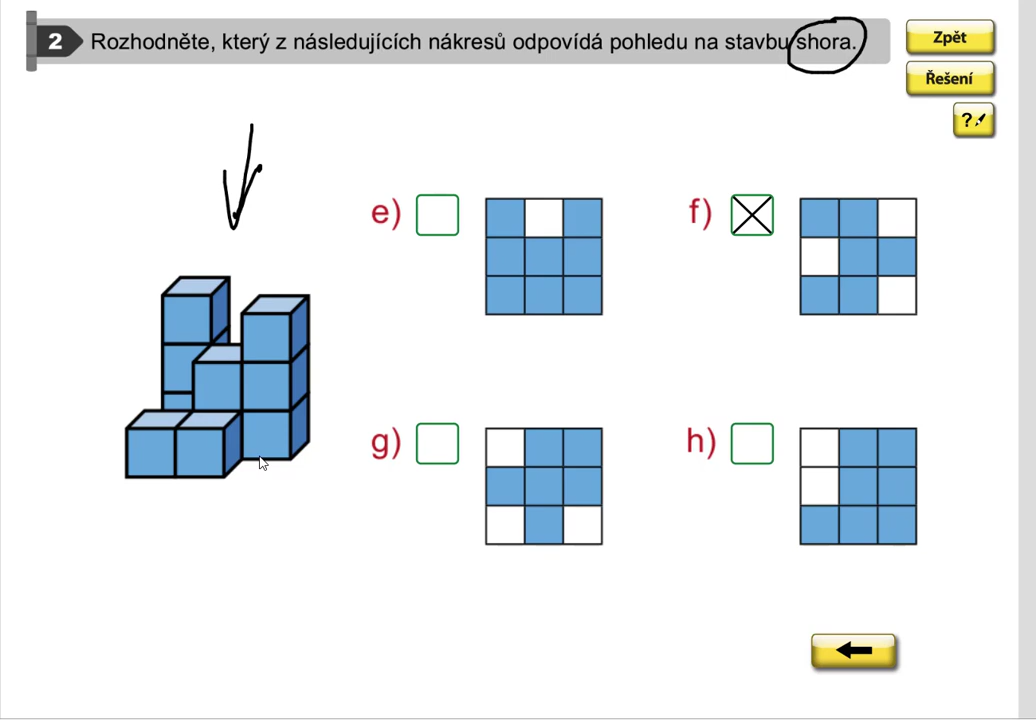 2 Rozhodněte, který z následujících nákresů odpovídá pohledu na stavbu shora.
Zpět
Řešení
?
e)
f)
g)
h)